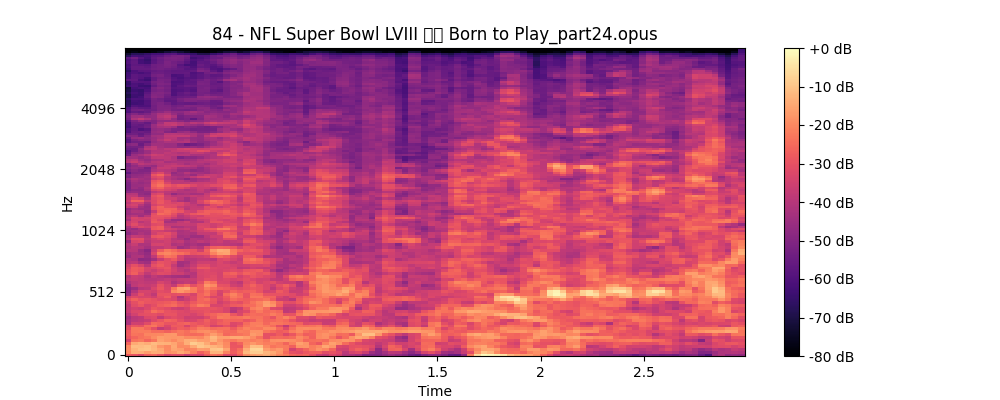 84 - NFL Super Bowl LVIII Born to Play_part24.opus
Hz
4096
2048
1024
512
0
0 0.5 1 1.5 2 2.5
Time
+0 dB
-10 dB
-20 dB
-30 dB
-40 dB
-50 dB
-60 dB
-70 dB
-80 dB